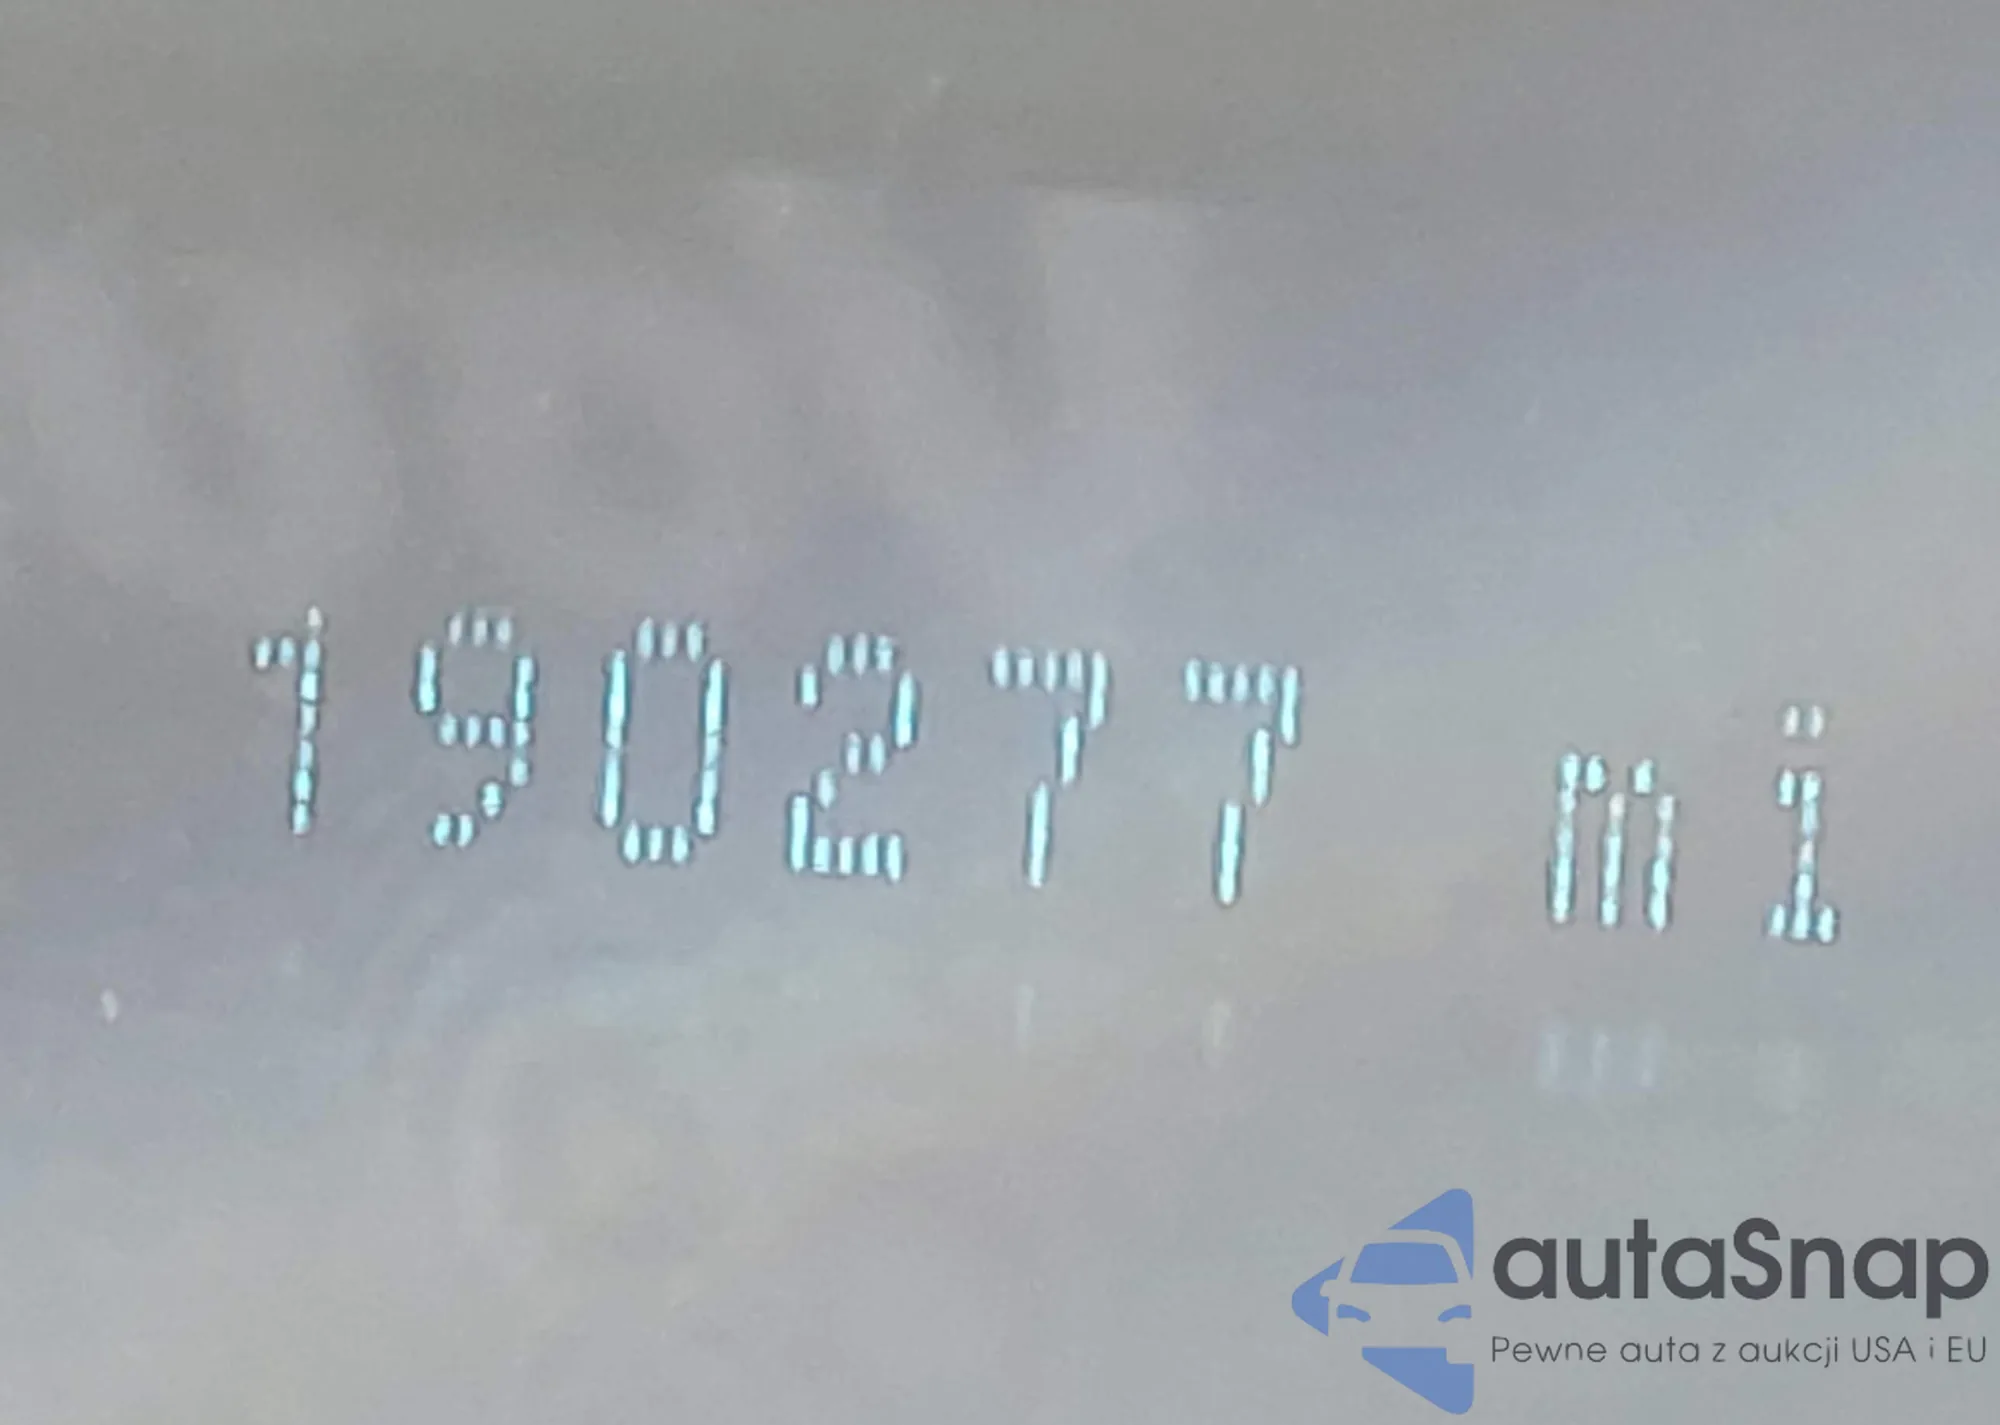 190277 mi
autaSnap
Pewne auta z aukcji USA i EU